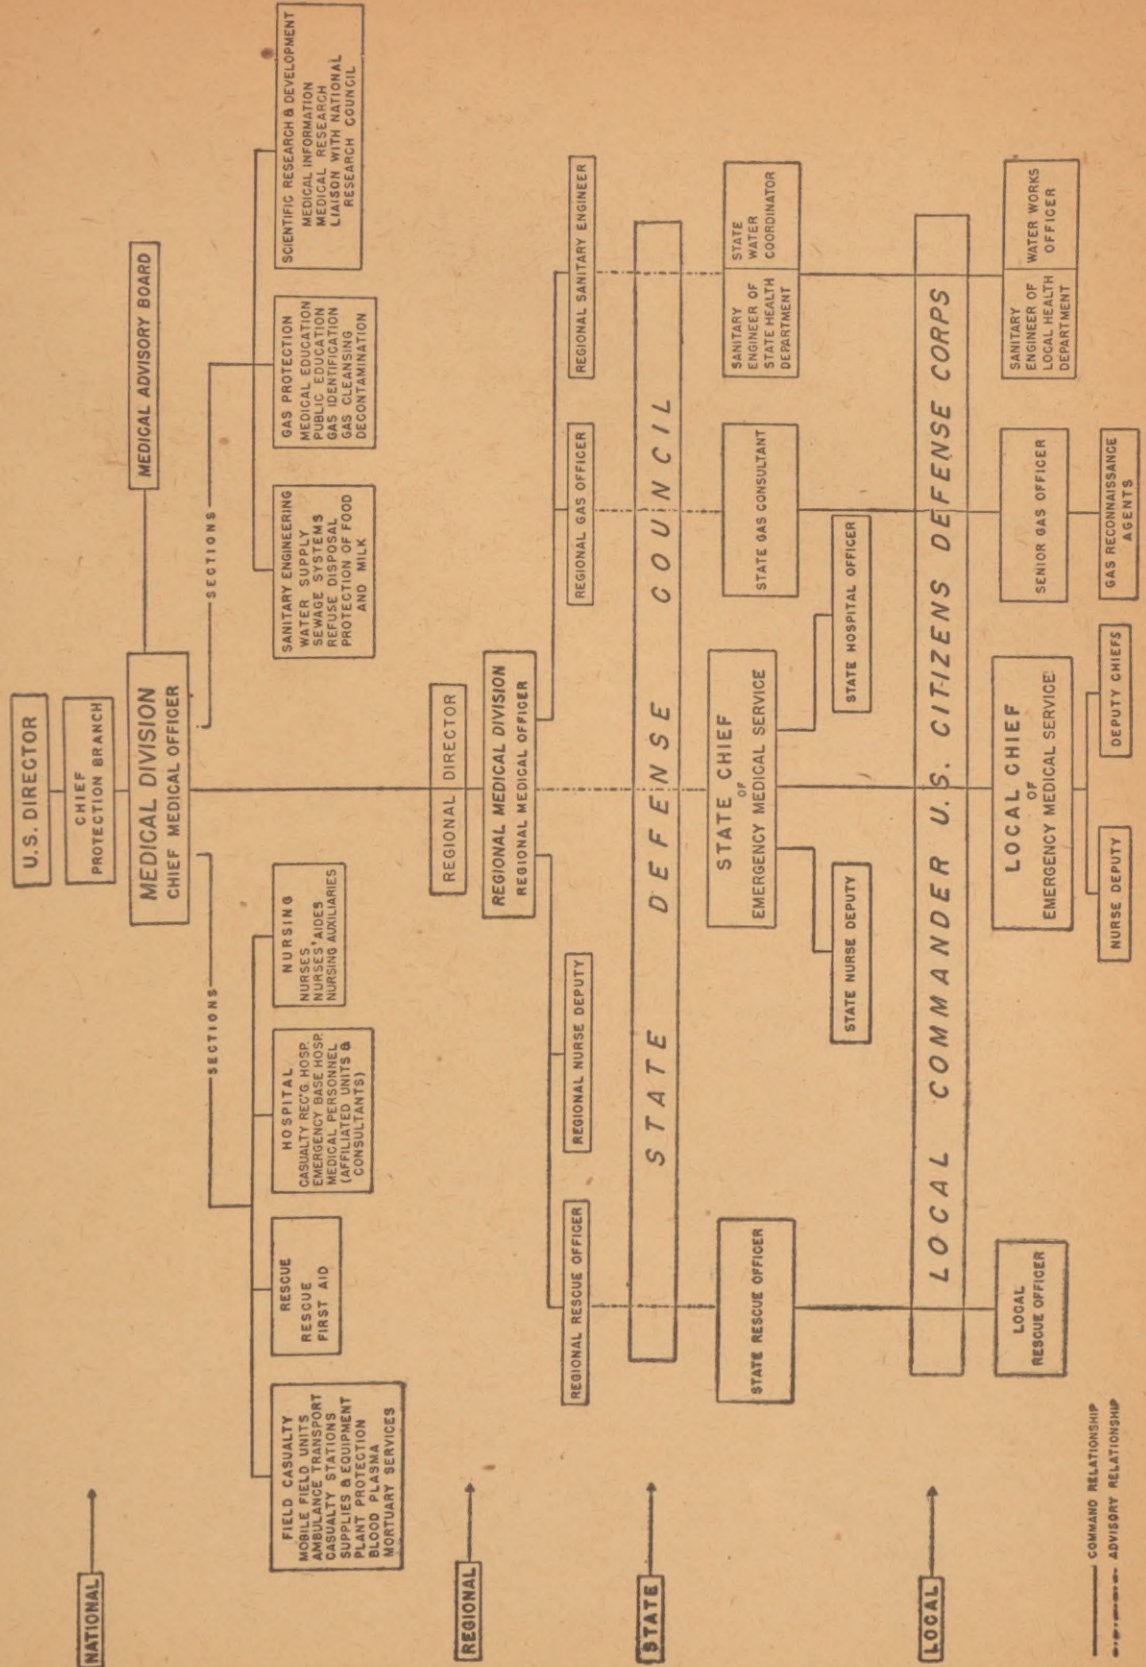 U.S. DIRECTOR
CHIEF
PROTECTION BRANCH
MEDICAL DIVISION
CHIEF MEDICAL OFFICER
MEDICAL ADVISORY BOARD
NATIONAL
SECTIONS
SECTIONS
FIELD CASUALTY
MOBILE FIELD UNITS
AMBULANCE TRANSPORT
CASUALTY STATIONS
SUPPLIES & EQUIPMENT
PLANT PROTECTION
BLOOD PLASMA
MORTUARY SERVICES
RESCUE
RESCUE
FIRST AID
HOSPITAL
CASUALTY REC'G. HOSP.
EMERGENCY BASE HOSP.
MEDICAL PERSONNEL
(AFFILIATED UNITS &
CONSULTANTS)
NURSING
NURSES
NURSES' AIDES
NURSING AUXILIARIES
SANITARY ENGINEERING
WATER SUPPLY
SEWAGE SYSTEMS
REFUSE DISPOSAL
PROTECTION OF FOOD
AND MILK
GAS PROTECTION
MEDICAL EDUCATION
PUBLIC EDUCATION
GAS IDENTIFICATION
GAS CLEANSING
DECONTAMINATION
SCIENTIFIC RESEARCH & DEVELOPMENT
MEDICAL INFORMATION
MEDICAL RESEARCH
LIAISON WITH NATIONAL
RESEARCH COUNCIL
REGIONAL
REGIONAL DIRECTOR
REGIONAL MEDICAL DIVISION
REGIONAL MEDICAL OFFICER
REGIONAL RESCUE OFFICER
REGIONAL NURSE DEPUTY
REGIONAL GAS OFFICER
REGIONAL SANITARY ENGINEER
STATE
STATE DEFENSE COUNCIL
STATE RESCUE OFFICER
STATE CHIEF
OF
EMERGENCY MEDICAL SERVICE
STATE GAS CONSULTANT
SANITARY
ENGINEER OF
STATE HEALTH
DEPARTMENT
STATE
WATER
COORDINATOR
STATE NURSE DEPUTY
STATE HOSPITAL OFFICER
LOCAL
LOCAL COMMANDER U.S. CITIZENS DEFENSE CORPS
LOCAL
RESCUE OFFICER
LOCAL CHIEF
OF
EMERGENCY MEDICAL SERVICE
SENIOR GAS OFFICER
SANITARY
ENGINEER OF
LOCAL HEALTH
DEPARTMENT
WATER WORKS
OFFICER
NURSE DEPUTY
DEPUTY CHIEFS
GAS RECONNAISSANCE
AGENTS
COMMAND RELATIONSHIP
ADVISORY RELATIONSHIP